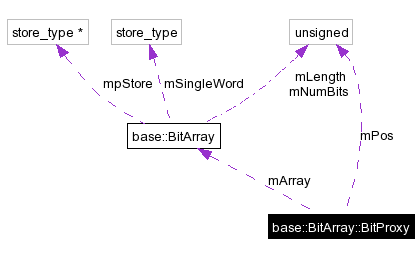 store_type *
store_type
unsigned
mpStore
mSingleWord
mLength
mNumBits
base::BitArray
mPos
mArray
base::BitArray::BitProxy